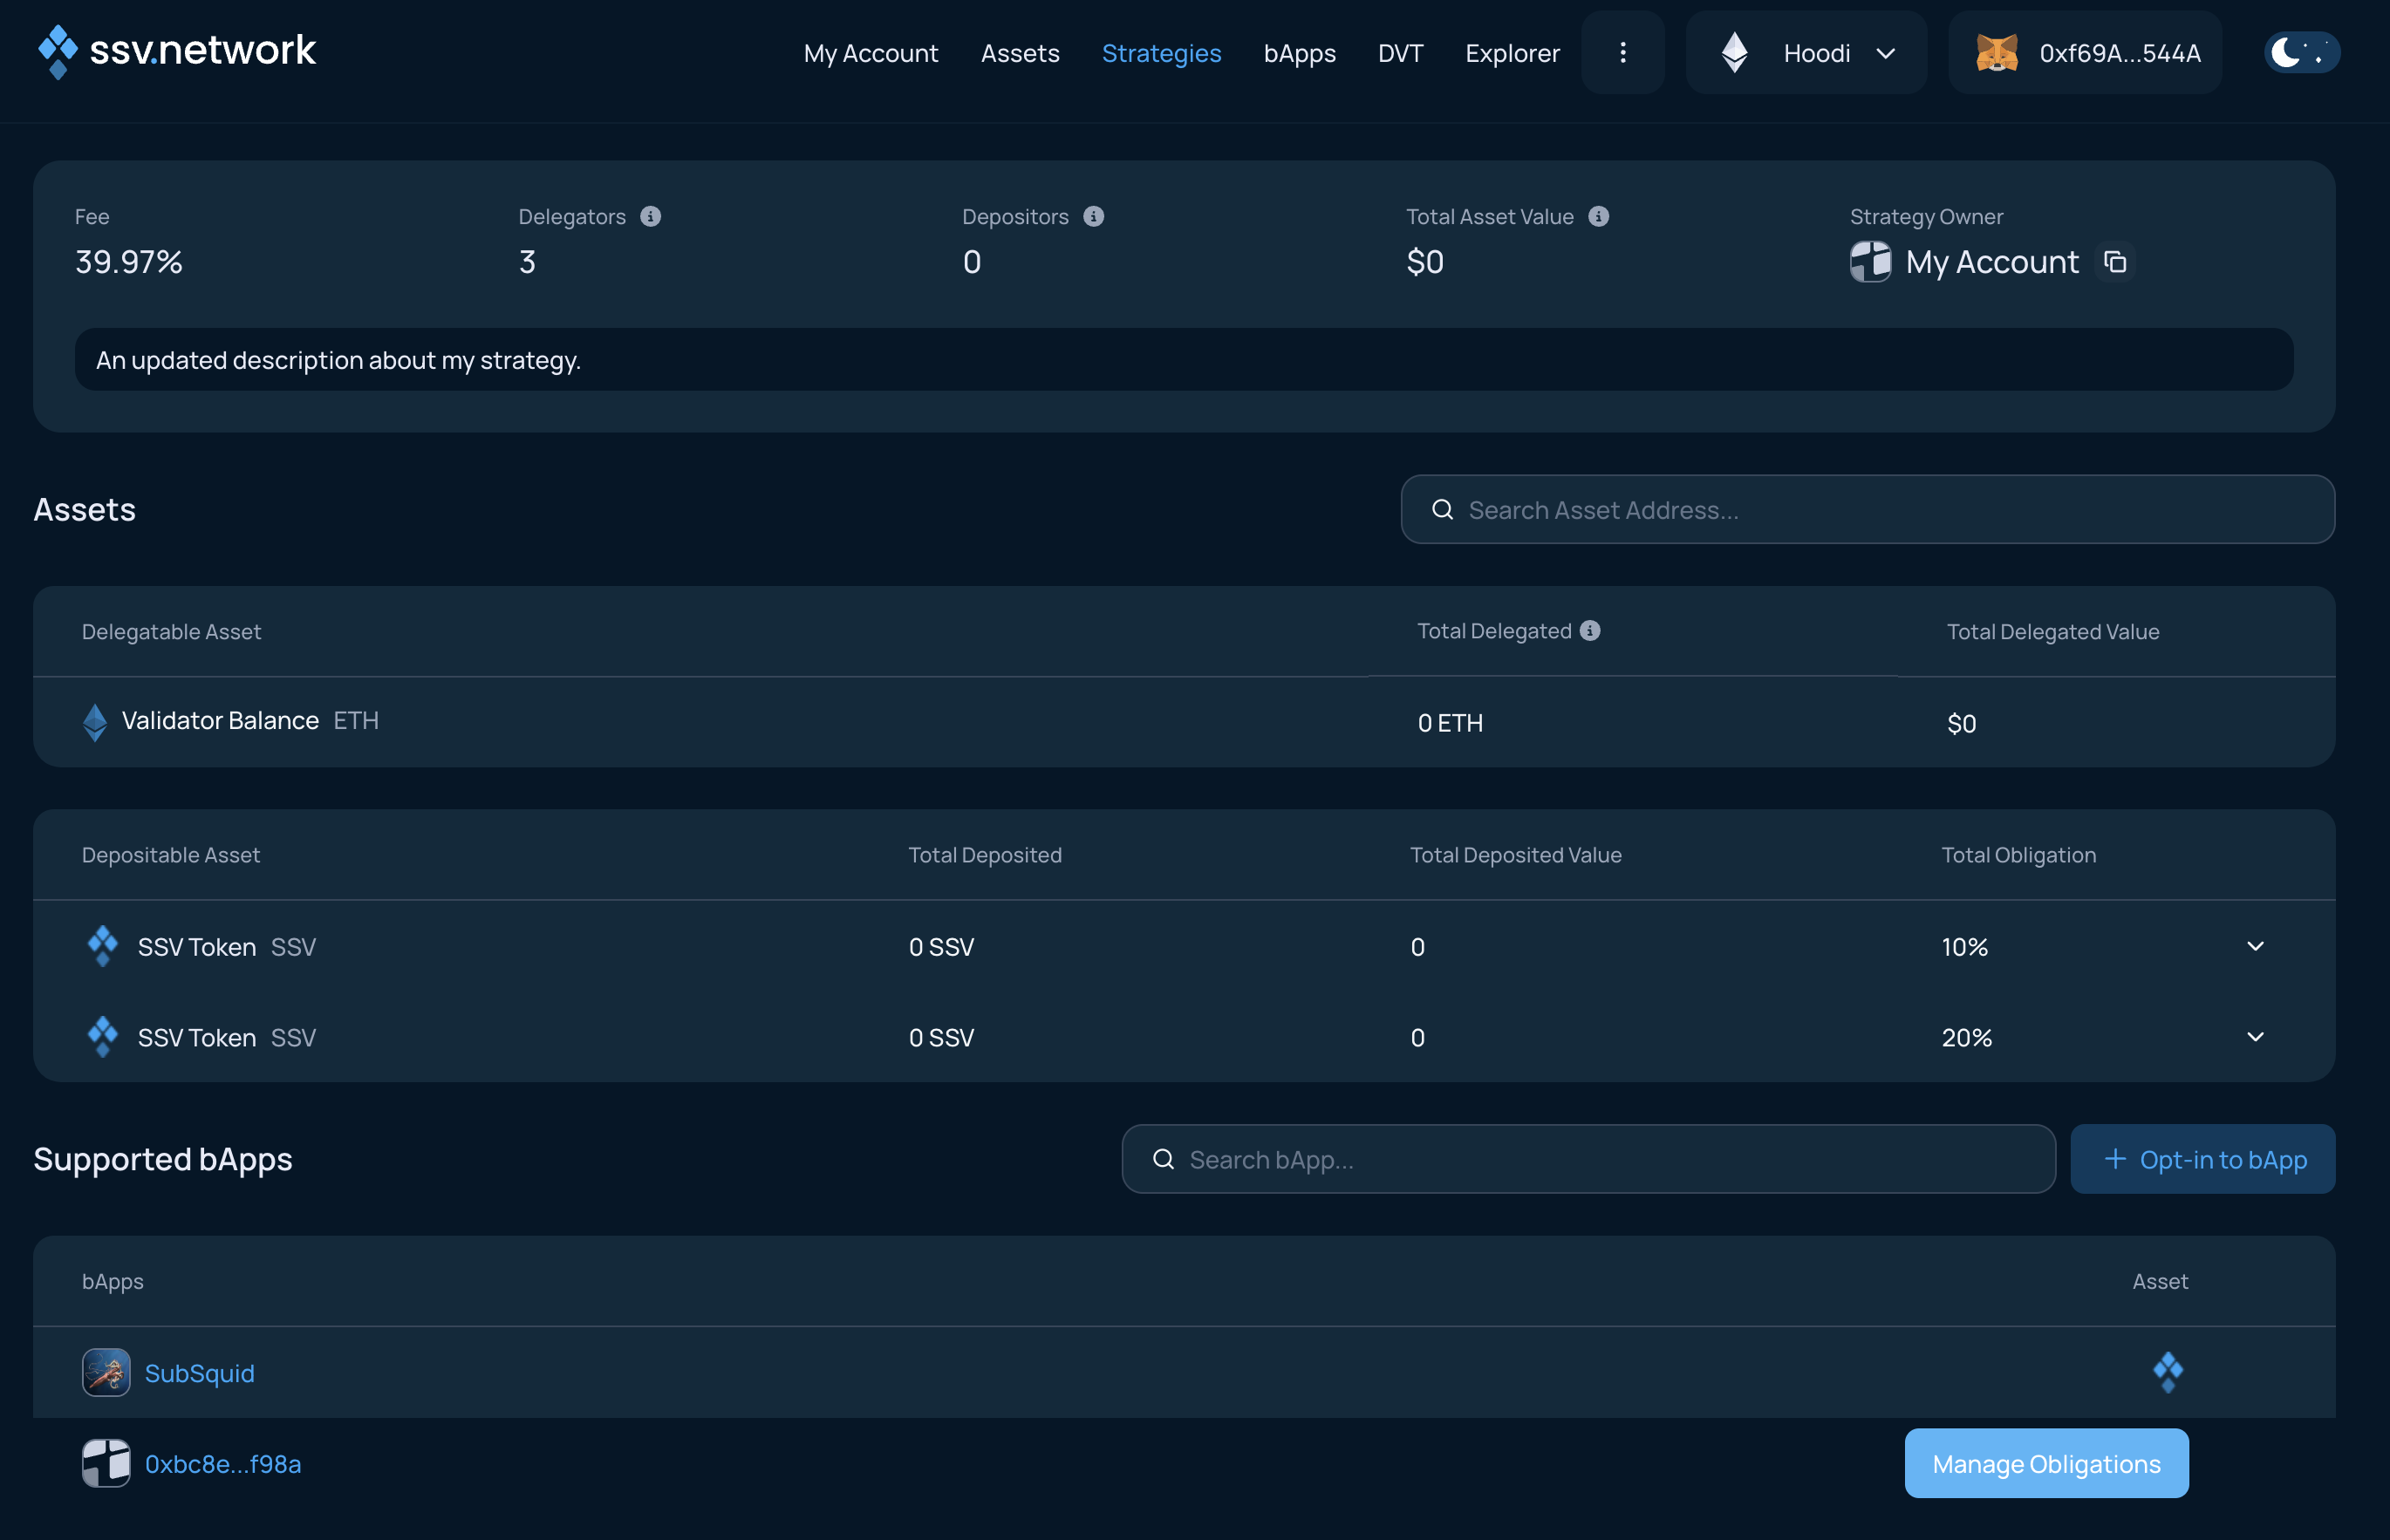 ssv.network
My Account Assets Strategies bApps DVT Explorer Hoodi 0xf69A...544A
Fee Delegators Depositors Total Asset Value Strategy Owner
39.97% 3 0 $0 My Account
An updated description about my strategy.
Assets Search Asset Address...
Delegatable Asset Total Delegated Total Delegated Value
Validator Balance ETH 0 ETH $0
Depositable Asset Total Deposited Total Deposited Value Total Obligation
SSV Token SSV 0 SSV 0 10%
SSV Token SSV 0 SSV 0 20%
Supported bApps Search bApp... + Opt-in to bApp
bApps Asset
SubSquid
0xbc8e...f98a Manage Obligations